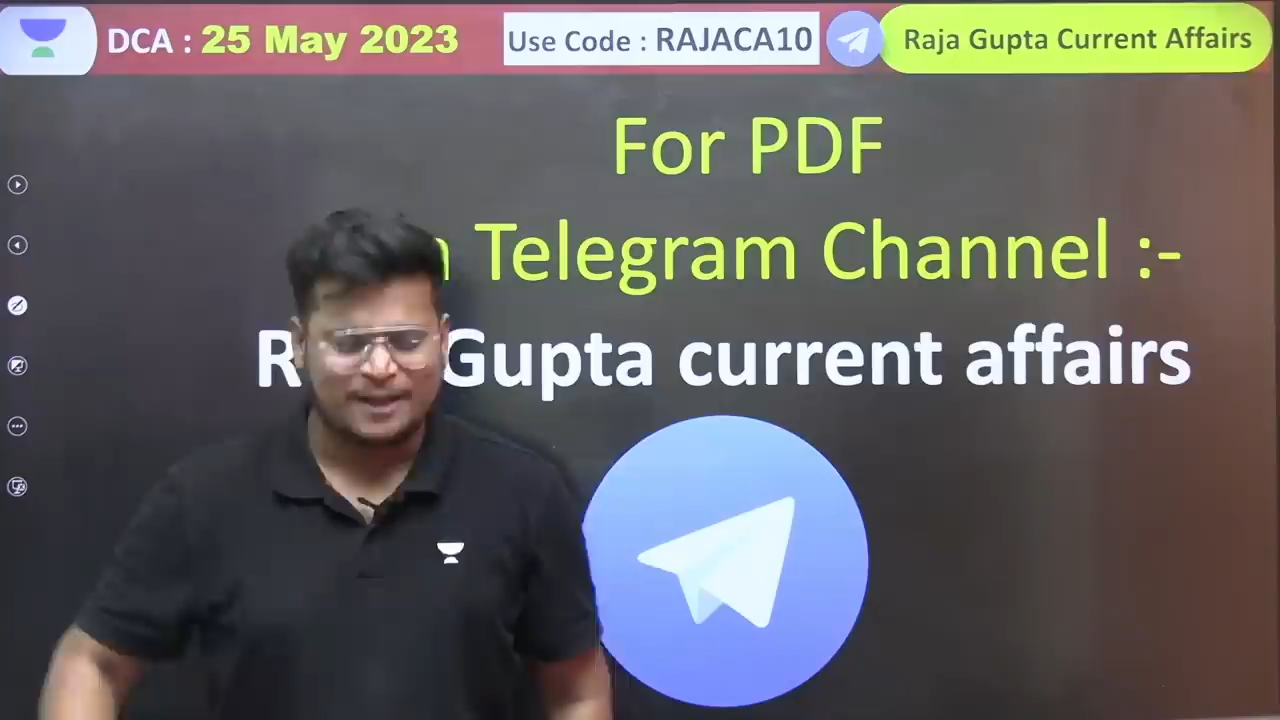 DCA : 25 May 2023
Use Code : RAJACA10
Raja Gupta Current Affairs
For PDF
Telegram Channel :-
Gupta current affairs